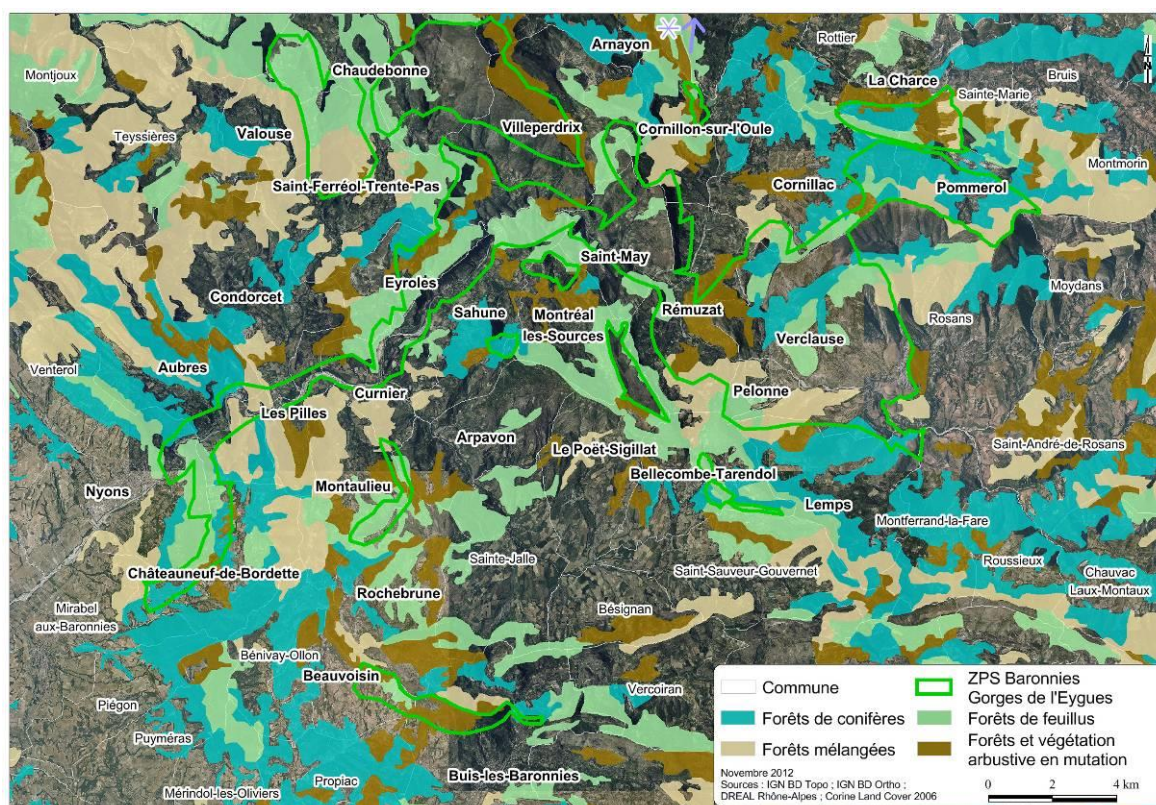 Arnayon
Rottier
Montjoux
Chaudebonne
La Charce
Bruis
Sainte-Marie
Teyssières
Valouse
Villeperdrix
Cornillon-sur-l'Oule
Montmorin
Saint-Ferréol-Trente-Pas
Cornillac
Pommerol
Saint-May
Eyrolès
Condorcet
Moydans
Sahune
Montréal
les-Sources
Rémuzat
Rosans
Verclause
Venterol
Aubres
Curnier
Pelonne
Les Pilles
Arpavon
Le Poët-Sigillat
Saint-André-de-Rosans
Bellecombe-Tarendol
Nyons
Montaulieu
Lemps
Montferrand-la-Fare
Sainte-Jalle
Saint-Sauveur-Gouvernet
Roussieux
Châteauneuf-de-Bordette
Chauvac
Laux-Montaux
Rochebrune
Mirabel
aux-Baronnies
Bésignan
Bénivay-Ollon
Beauvoisin
Vercoiran
Piégon
Puyméras
Propiac
Buis-les-Baronnies
Mérindol-les-Oliviers
Commune
ZPS Baronnies
Gorges de l'Eygues
Forêts de conifères
Forêts de feuillus
Forêts mélangées
Forêts et végétation
arbustive en mutation
Novembre 2012
Sources : IGN BD Topo ; IGN BD Ortho ;
DREAL Rhône-Alpes ; Corine Land Cover 2006
0 2 4 km